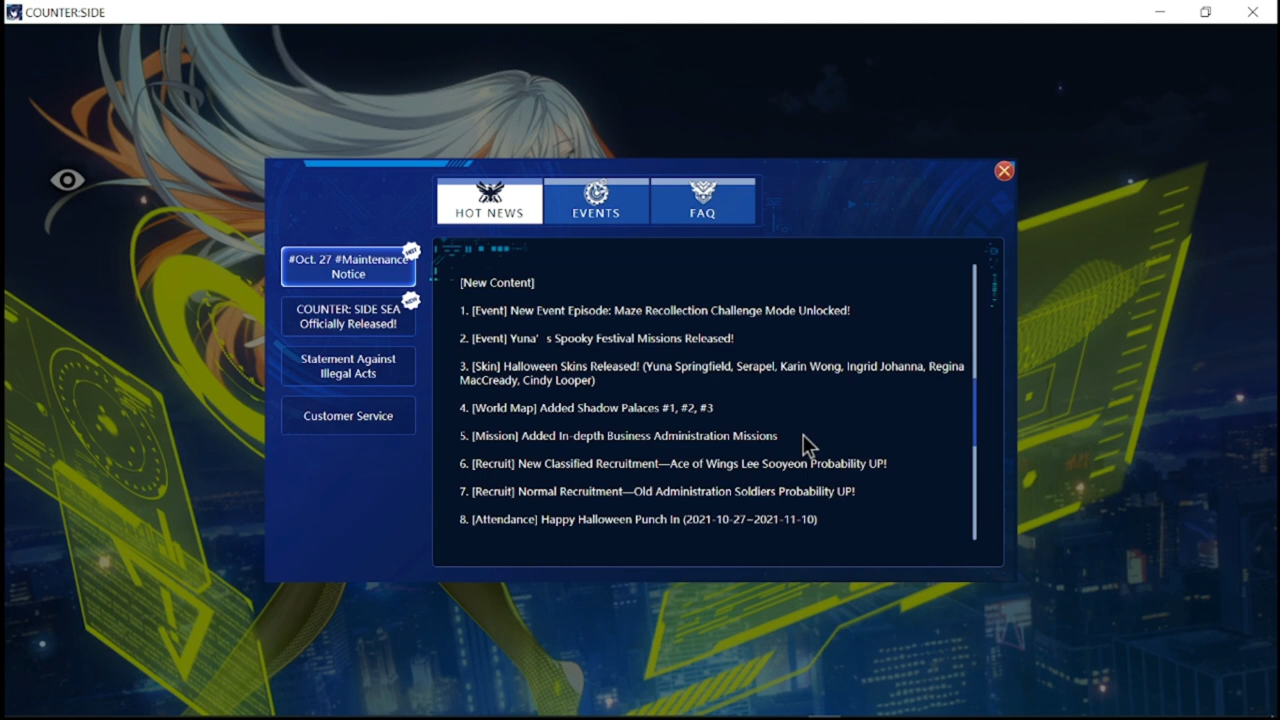 COUNTER:SIDE
HOT NEWS
EVENTS
FAQ
#Oct. 27 #Maintenance
Notice
HOT
COUNTER: SIDE SEA
Officially Released!
NEW
Statement Against
Illegal Acts
Customer Service
[New Content]
1. [Event] New Event Episode: Maze Recollection Challenge Mode Unlocked!
2. [Event] Yuna' s Spooky Festival Missions Released!
3. [Skin] Halloween Skins Released! (Yuna Springfield, Serapel, Karin Wong, Ingrid Johanna, Regina
MacCready, Cindy Looper)
4. [World Map] Added Shadow Palaces #1, #2, #3
5. [Mission] Added In-depth Business Administration Missions
6. [Recruit] New Classified Recruitment—Ace of Wings Lee Sooyeon Probability UP!
7. [Recruit] Normal Recruitment—Old Administration Soldiers Probability UP!
8. [Attendance] Happy Halloween Punch In (2021-10-27~2021-11-10)